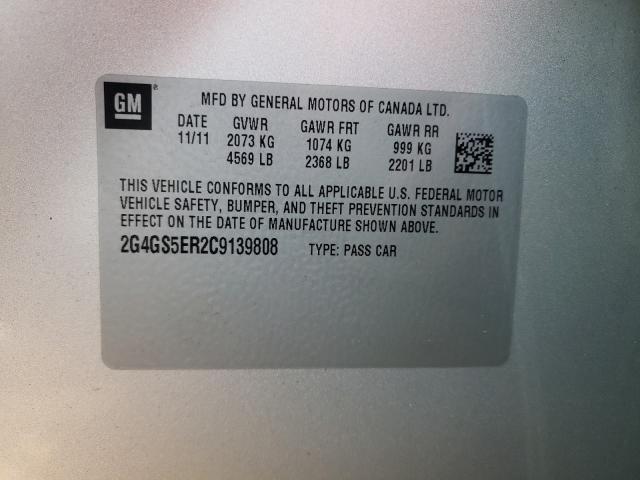 GM®
MFD BY GENERAL MOTORS OF CANADA LTD.
DATE GVWR GAWR FRT GAWR RR
11/11 2073 KG 1074 KG 999 KG
4569 LB 2368 LB 2201 LB
THIS VEHICLE CONFORMS TO ALL APPLICABLE U.S. FEDERAL MOTOR
VEHICLE SAFETY, BUMPER, AND THEFT PREVENTION STANDARDS IN
EFFECT ON THE DATE OF MANUFACTURE SHOWN ABOVE.
2G4GS5ER2C9139808 TYPE: PASS CAR